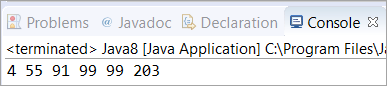 Problems @ Javadoc Declaration Console
<terminated> Java8 [Java Application] C:\Program Files\Ja
4 55 91 99 99 203